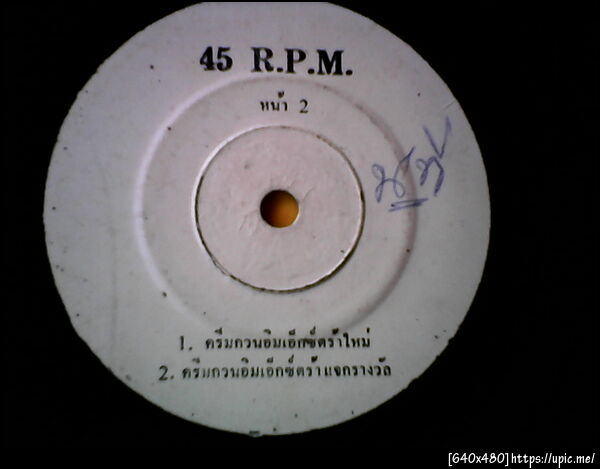 45 R.P.M.
หน้า 2
1. ครีมกวนอิมเอ็กซ์ตร้าใหม่
2. ครีมกวนอิมเอ็กซ์ตร้าแจกรางวัล
[640x480]https://upic.me/